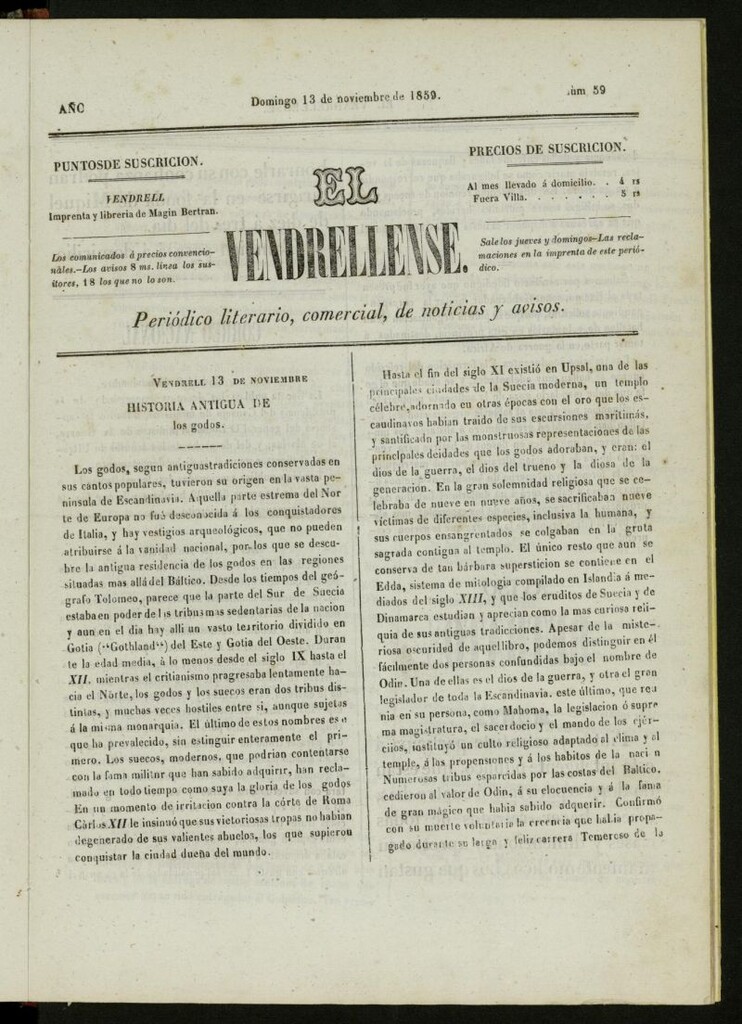 AÑO
Domingo 13 de noviembre de 1859.
úm 59
PUNTOSDE SUSCRICION.
VENDRELL
Imprenta y libreria de Magin Bertran.
Los comunicados á precios convencio-
nales.—Los avisos 8 ms. linea los sus-
itores, 18 los que no lo son.
EL
VENDRELLENSE.
PRECIOS DE SUSCRICION.
Al mes llevado á domicilio. . 4 rs
Fuera Villa. . . . . . . 5 rs
Sale los jueves y domingos—Las recla-
maciones en la imprenta de este perió-
dico.
Periódico literario, comercial, de noticias y avisos.
VENDRELL 13 DE NOVIEMBRE
HISTORIA ANTIGUA DE
los godos.
Los godos, segun antiguastradiciones conservadas en
sus cantos populares, tuvieron su origen en la vasta pe-
ninsula de Escandinavia. Aquella parte estrema del Nor
te de Europa no fué desconocida á los conquistadores
de Italia, y hay vestigios arqueológicos, que no pueden
atribuirse á la vanidad nacional, por los que se descu-
bre la antigua residencia de los godos en las regiones
situadas mas allá del Báltico. Desde los tiempos del geó-
grafo Tolomeo, parece que la parte del Sur de Suecia
estaba en poder de las tribus mas sedentarias de la nacion
y aun en el dia hay alli un vasto territorio dividido en
Gotia (“Gothland“) del Este y Gotia del Oeste. Duran
te la edad media, á lo menos desde el siglo IX hasta el
XII, mientras el critianismo progresaba lentamente ha-
cia el Norte, los godos y los suecos eran dos tribus dis-
tintas, y muchas veces hostiles entre si, aunque sujetas
á la misma monarquia. El último de estos nombres es e
que ha prevalecido, sin estinguir enteramente el pri-
mero. Los suecos, modernos, que podrian contentarse
con la fama militar que han sabido adquirir, han recla-
mado en todo tiempo como suya la gloria de los godos
En un momento de irritacion contra la córte de Roma
Cárlos XII le insinuó que sus victoriosas tropas no habian
degenerado de sus valientes abuelos, los que supieron
conquistar la ciudad dueña del mundo.
Hasta el fin del siglo XI existió en Upsal, una de las
principales ciudades de la Suecia moderna, un templo
célebre, adornado en otras épocas con el oro que los es-
caudinavos habian traido de sus escursiones maritimas,
y santificado por las monstruosas representaciones de las
principales deidades que los godos adoraban, y eran: el
dios de la guerra, el dios del trueno y la diosa de la
generación. En la gran solemnidad religiosa que se ce-
lebraba de nueve en nueve años, se sacrificaban nueve
víctimas de diferentes especies, inclusiva la humana, y
sus cuerpos ensangrentados se colgaban en la gruta
sagrada contigua al templo. El único resto que aun se
conserva de tan bárbara supersticion se contiene en el
Edda, sistema de mitologia compilado en Islandia á me-
diados del siglo XIII, y que los eruditos de Suecia y de
Dinamarca estudian y aprecian como la mas curiosa reli-
quia de sus antiguas tradicciones. Apesar de la miste-
riosa oscuridad de aquel libro, podemos distinguir en él
fácilmente dos personas confundidas bajo el nombre de
Odin. Una de ellas es el dios de la guerra, y otra el gran
legislador de toda la Escandinavia. este último, que reu
nia en su persona, como Mahoma, la legislacion ó supre
ma magistratura, el sacerdocio y el mando de los ejér-
citos, instituyó un culto religioso adaptado al clima y al
temple, á las propensiones y á los habitos de la naci n
Numerosas tribus esparcidas por las costas del Baltico.
cedieron al valor de Odin, á su elocuencia y á la fama
de gran mágico que habia sabido adquerir. Confirmó
con su muerte voluntaria la creencia que habia propa-
gado durante su larga y feliz carrera Temeroso de la